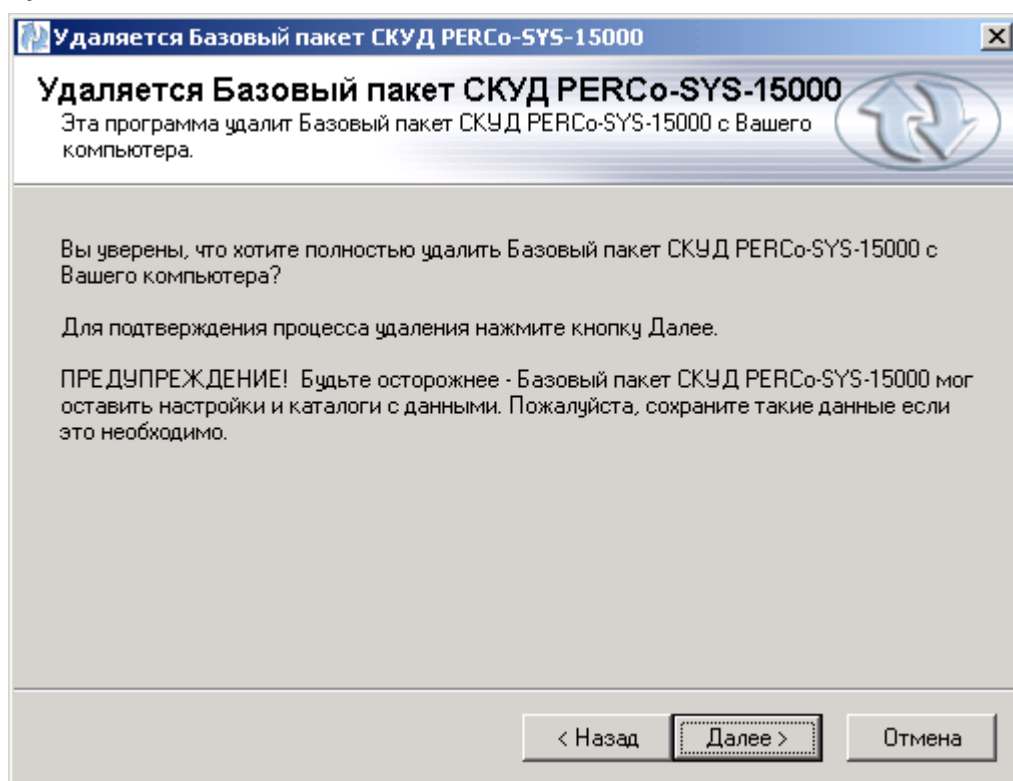 Удаляется Базовый пакет СКУД PERCo-SYS-15000
Удаляется Базовый пакет СКУД PERCo-SYS-15000
Эта программа удалит Базовый пакет СКУД PERCo-SYS-15000 с Вашего
компьютера.
Вы уверены, что хотите полностью удалить Базовый пакет СКУД PERCo-SYS-15000 с
Вашего компьютера?
Для подтверждения процесса удаления нажмите кнопку Далее.
ПРЕДУПРЕЖДЕНИЕ! Будьте осторожнее - Базовый пакет СКУД PERCo-SYS-15000 мог
оставить настройки и каталоги с данными. Пожалуйста, сохраните такие данные если
это необходимо.
< Назад Далее > Отмена